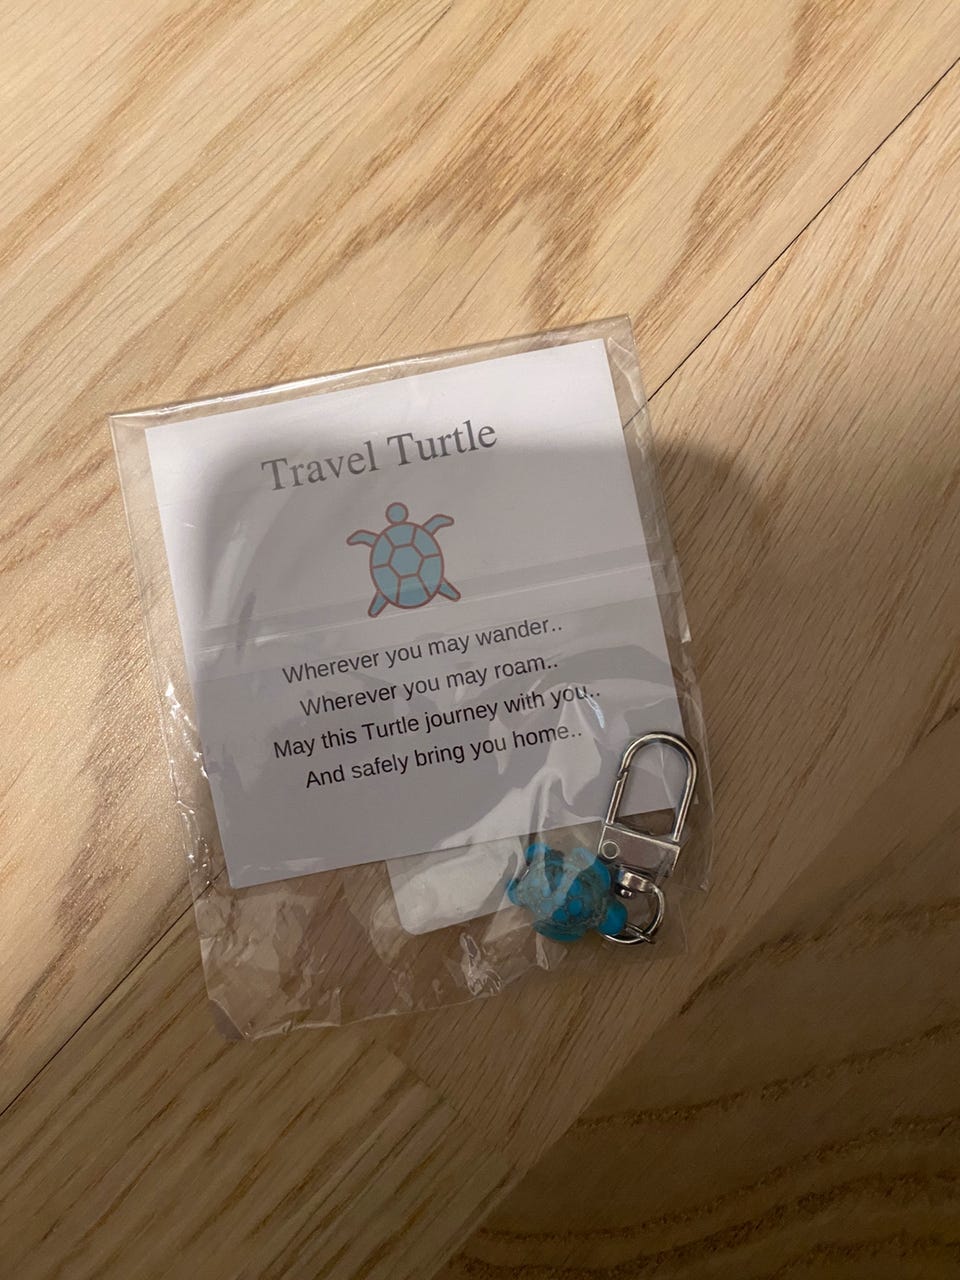 Travel Turtle
Wherever you may wander..
Wherever you may roam..
May this Turtle journey with you..
And safely bring you home..